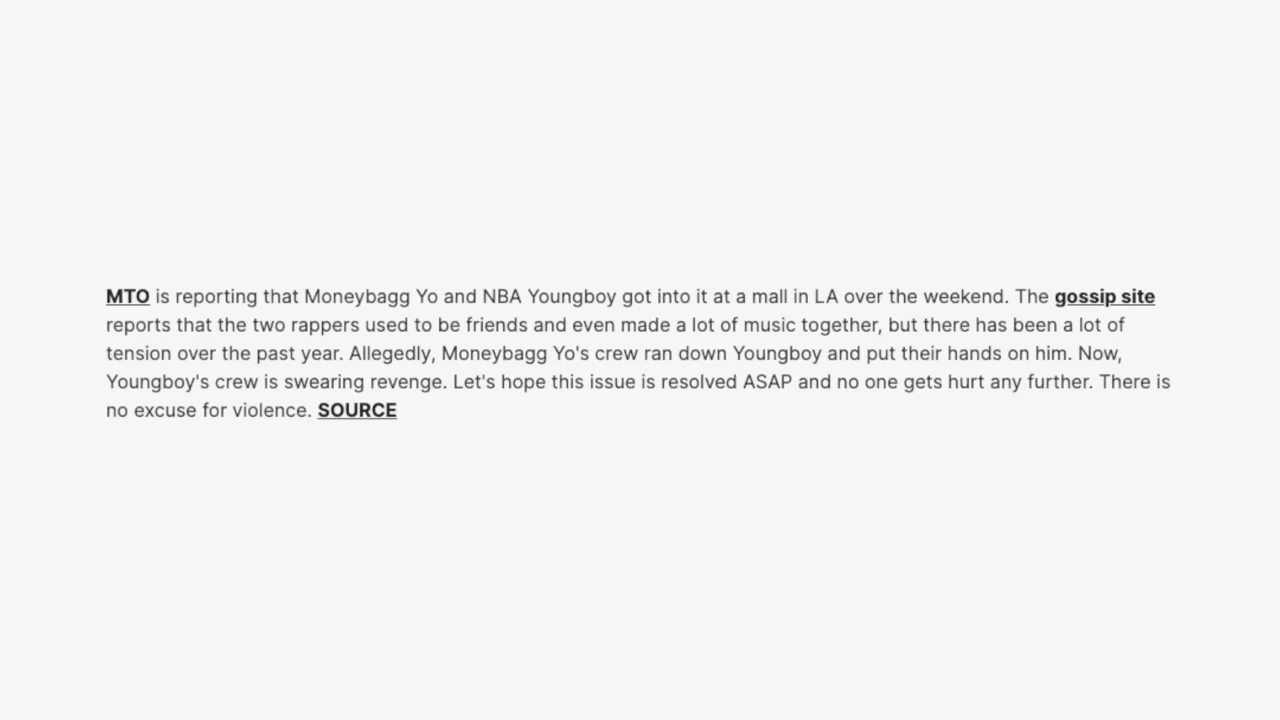 MTO is reporting that Moneybagg Yo and NBA Youngboy got into it at a mall in LA over the weekend. The gossip site
reports that the two rappers used to be friends and even made a lot of music together, but there has been a lot of
tension over the past year. Allegedly, Moneybagg Yo's crew ran down Youngboy and put their hands on him. Now,
Youngboy's crew is swearing revenge. Let's hope this issue is resolved ASAP and no one gets hurt any further. There is
no excuse for violence. SOURCE